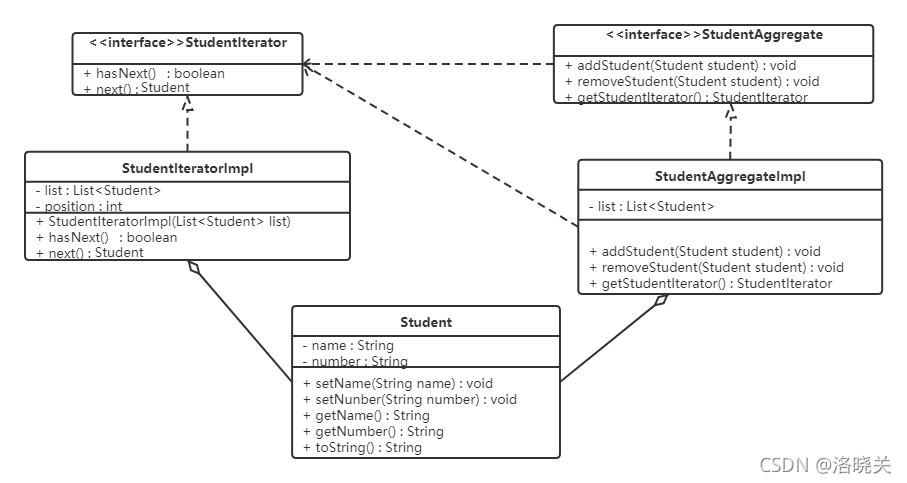 <<interface>>StudentIterator
+ hasNext() : boolean
+ next() : Student
<<interface>>StudentAggregate
+ addStudent(Student student) : void
+ removeStudent(Student student) : void
+ getStudentIterator() : StudentIterator
StudentIteratorImpl
- list : List<Student>
- position : int
+ StudentIteratorImpl(List<Student> list)
+ hasNext() : boolean
+ next() : Student
StudentAggregateImpl
- list : List<Student>
+ addStudent(Student student) : void
+ removeStudent(Student student) : void
+ getStudentIterator() : StudentIterator
Student
- name : String
- number : String
+ setName(String name) : void
+ setNunber(String number) : void
+ getName() : String
+ getNumber() : String
+ toString() : String
CSDN @洛晓关